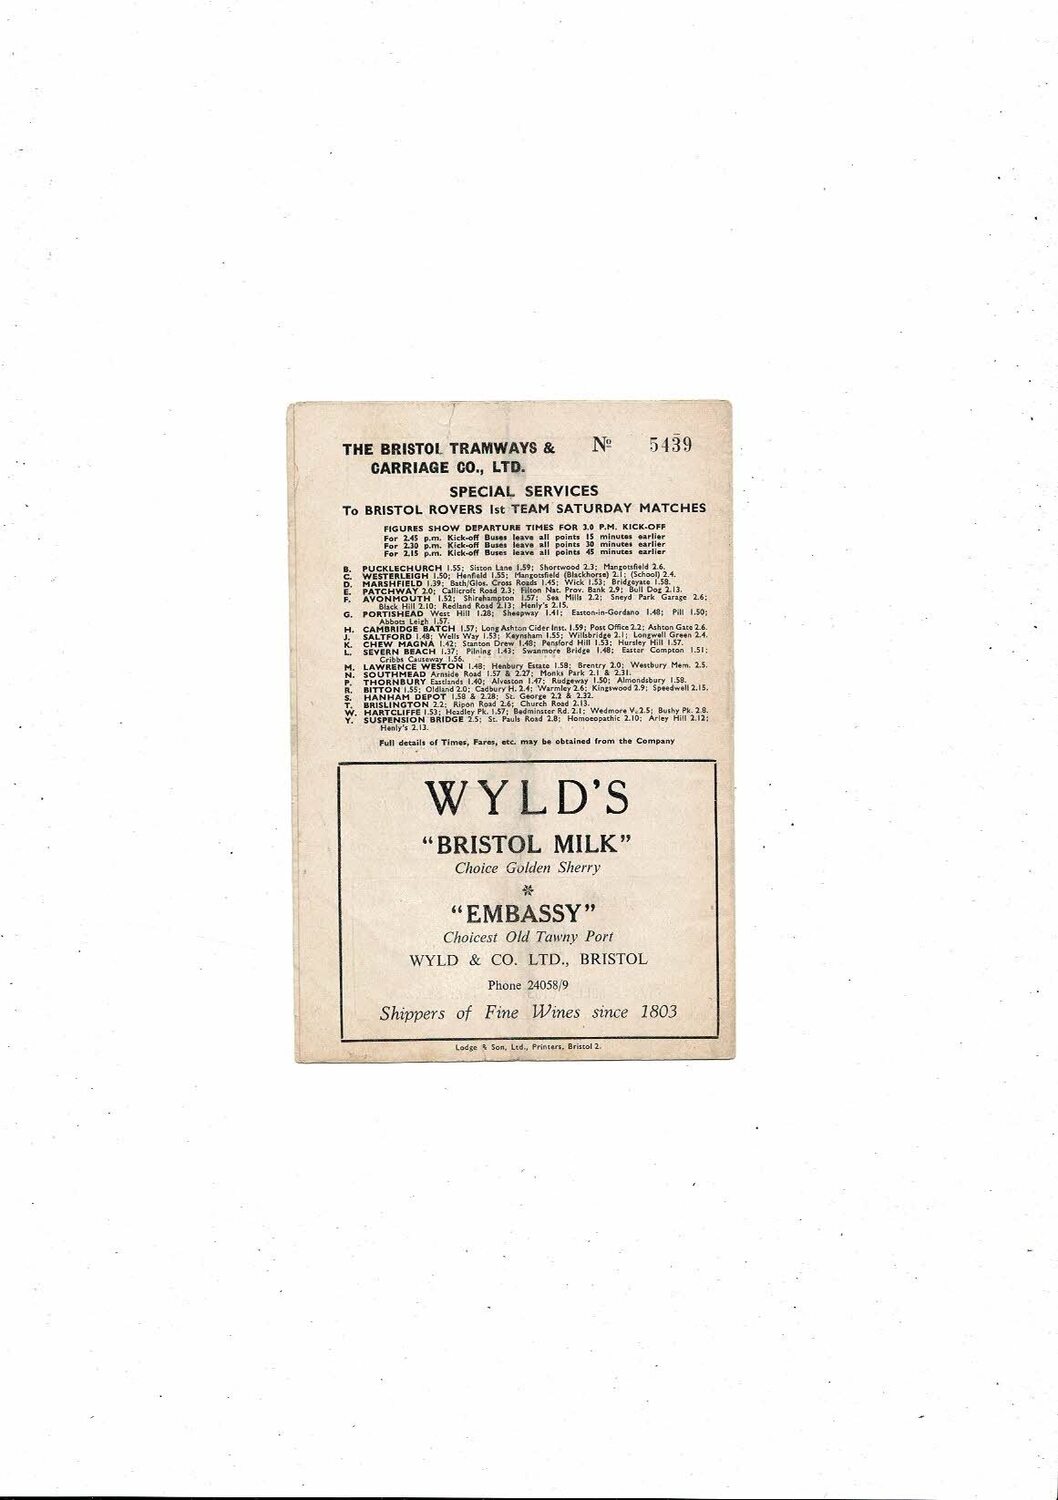 THE BRISTOL TRAMWAYS & Nº 5439
CARRIAGE CO., LTD.
SPECIAL SERVICES
To BRISTOL ROVERS 1st TEAM SATURDAY MATCHES
FIGURES SHOW DEPARTURE TIMES FOR 3.0 P.M. KICK-OFF
For 2.45 p.m. Kick-off Buses leave all points 15 minutes earlier
For 2.30 p.m. Kick-off Buses leave all points 30 minutes earlier
For 2.15 p.m. Kick-off Buses leave all points 45 minutes earlier
B. PUCKLECHURCH 1.55; Siston Lane 1.59; Shortwood 2.3; Mangotsfield 2.6.
C. WESTERLEIGH 1.50; Henfield 1.55; Mangotsfield (Blackhorse) 2.1; (School) 2.4.
D. MARSHFIELD 1.39; Bath/Glos. Cross Roads 1.45; Wick 1.53; Bridgeyate 1.58.
E. PATCHWAY 2.0; Callicroft Road 2.3; Filton Nat. Prov. Bank 2.9; Bull Dog 2.13.
F. AVONMOUTH 1.52; Shirehampton 1.57; Sea Mills 2.2; Sneyd Park Garage 2.6;
Black Hill 2.10; Redland Road 2.13; Henly's 2.15.
G. PORTISHEAD West Hill 1.28; Sheepway 1.41; Easton-in-Gordano 1.48; Pill 1.50;
Abbots Leigh 1.57.
H. CAMBRIDGE BATCH 1.57; Long Ashton Cider Inst. 1.59; Post Office 2.2; Ashton Gate 2.6.
J. SALTFORD 1.48; Wells Way 1.53; Keynsham 1.55; Willsbridge 2.1; Longwell Green 2.4.
K. CHEW MAGNA 1.42; Stanton Drew 1.48; Pensford Hill 1.53; Hursley Hill 1.57.
L. SEVERN BEACH 1.37; Pilning 1.43; Swanmore Bridge 1.48; Easter Compton 1.51;
Cribbs Causeway 1.56.
M. LAWRENCE WESTON 1.48; Henbury Estate 1.58; Brentry 2.0; Westbury Mem. 2.5.
N. SOUTHMEAD Arnside Road 1.57 & 2.27; Monks Park 2.1 & 2.31.
P. THORNBURY Eastlands 1.40; Alveston 1.47; Rudgeway 1.50; Almondsbury 1.58.
R. BITTON 1.55; Oldland 2.0; Cadbury H. 2.4; Warmley 2.6; Kingswood 2.9; Speedwell 2.15.
S. HANHAM DEPOT 1.58 & 2.28; St. George 2.2 & 2.32.
T. BRISLINGTON 2.2; Ripon Road 2.6; Church Road 2.13.
W. HARTCLIFFE 1.53; Headley Pk. 1.57; Bedminster Rd. 2.1; Wedmore V. 2.5; Bushy Pk. 2.8.
Y. SUSPENSION BRIDGE 2.5; St. Pauls Road 2.8; Homoeopathic 2.10; Arley Hill 2.12;
Henly's 2.13.
Full details of Times, Fares, etc. may be obtained from the Company
WYLD'S
"BRISTOL MILK"
Choice Golden Sherry
"EMBASSY"
Choicest Old Tawny Port
WYLD & CO. LTD., BRISTOL
Phone 24058/9
Shippers of Fine Wines since 1803
Lodge & Son, Ltd., Printers, Bristol 2.